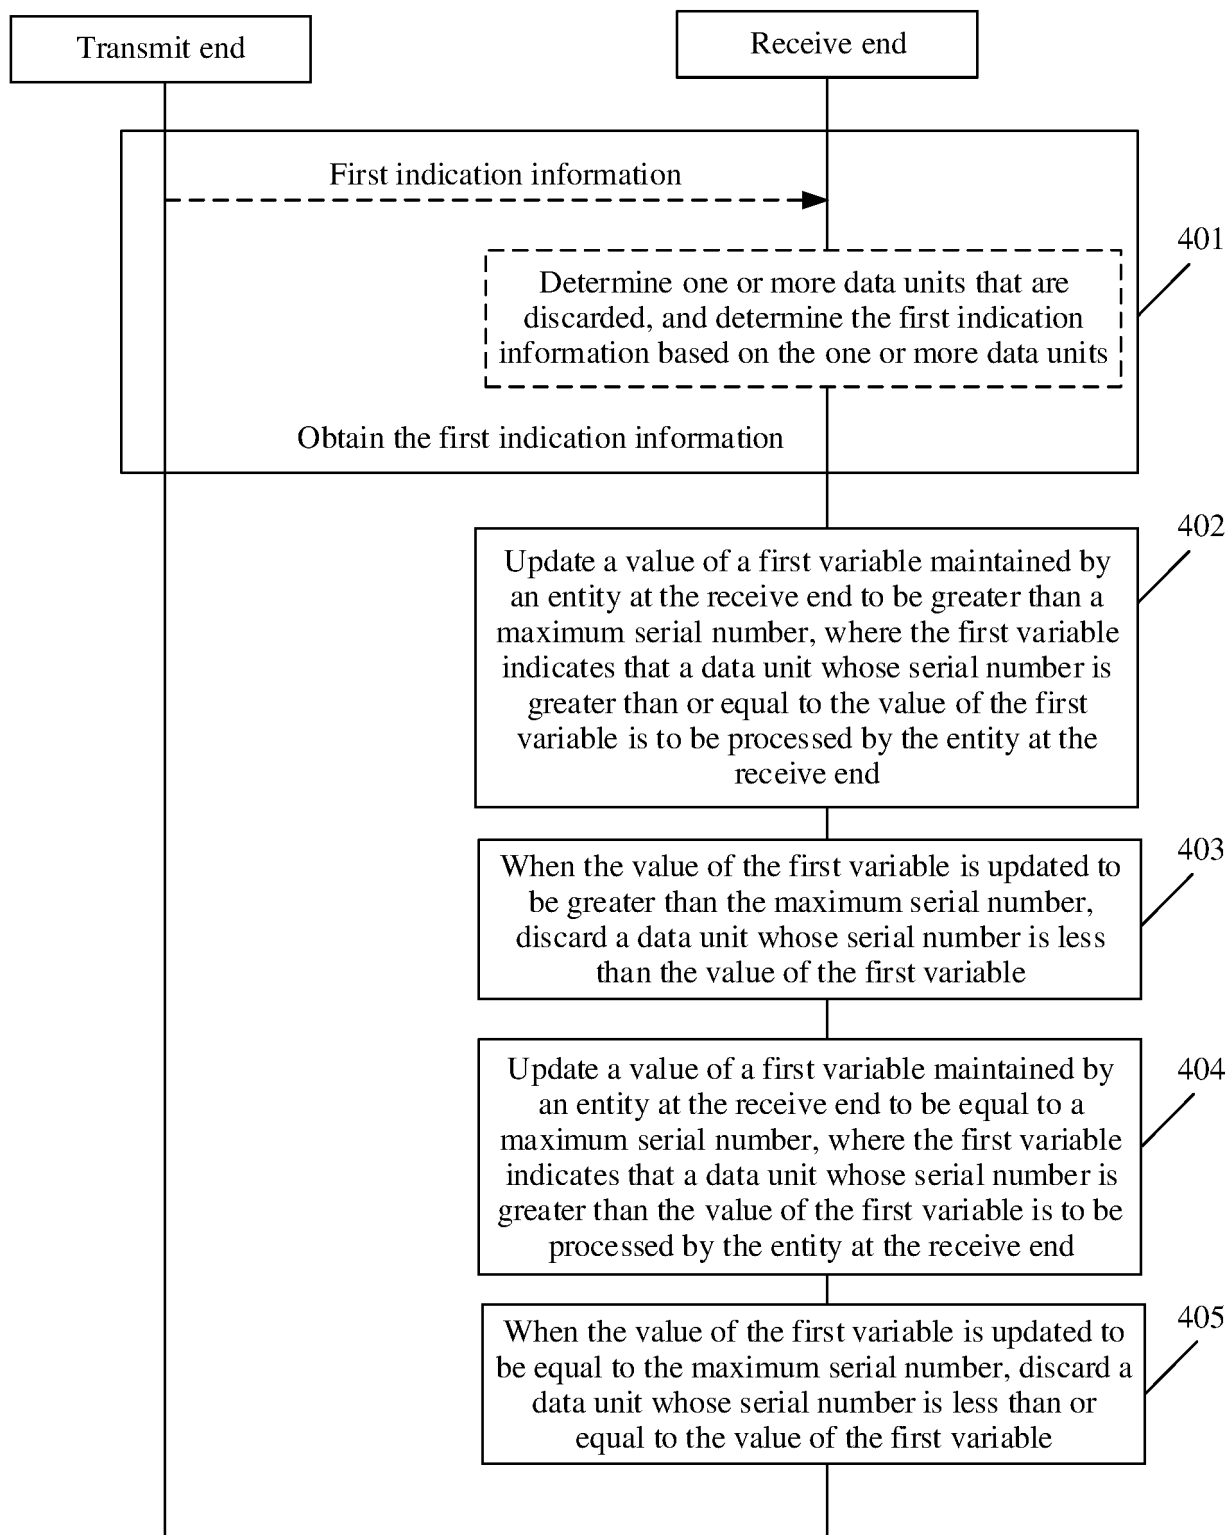 Transmit end
Receive end
First indication information
401
Determine one or more data units that are
discarded, and determine the first indication
information based on the one or more data units
Obtain the first indication information
402
Update a value of a first variable maintained by
an entity at the receive end to be greater than a
maximum serial number, where the first variable
indicates that a data unit whose serial number is
greater than or equal to the value of the first
variable is to be processed by the entity at the
receive end
403
When the value of the first variable is updated to
be greater than the maximum serial number,
discard a data unit whose serial number is less
than the value of the first variable
404
Update a value of a first variable maintained by
an entity at the receive end to be equal to a
maximum serial number, where the first variable
indicates that a data unit whose serial number is
greater than the value of the first variable is to be
processed by the entity at the receive end
405
When the value of the first variable is updated to
be equal to the maximum serial number, discard a
data unit whose serial number is less than or
equal to the value of the first variable